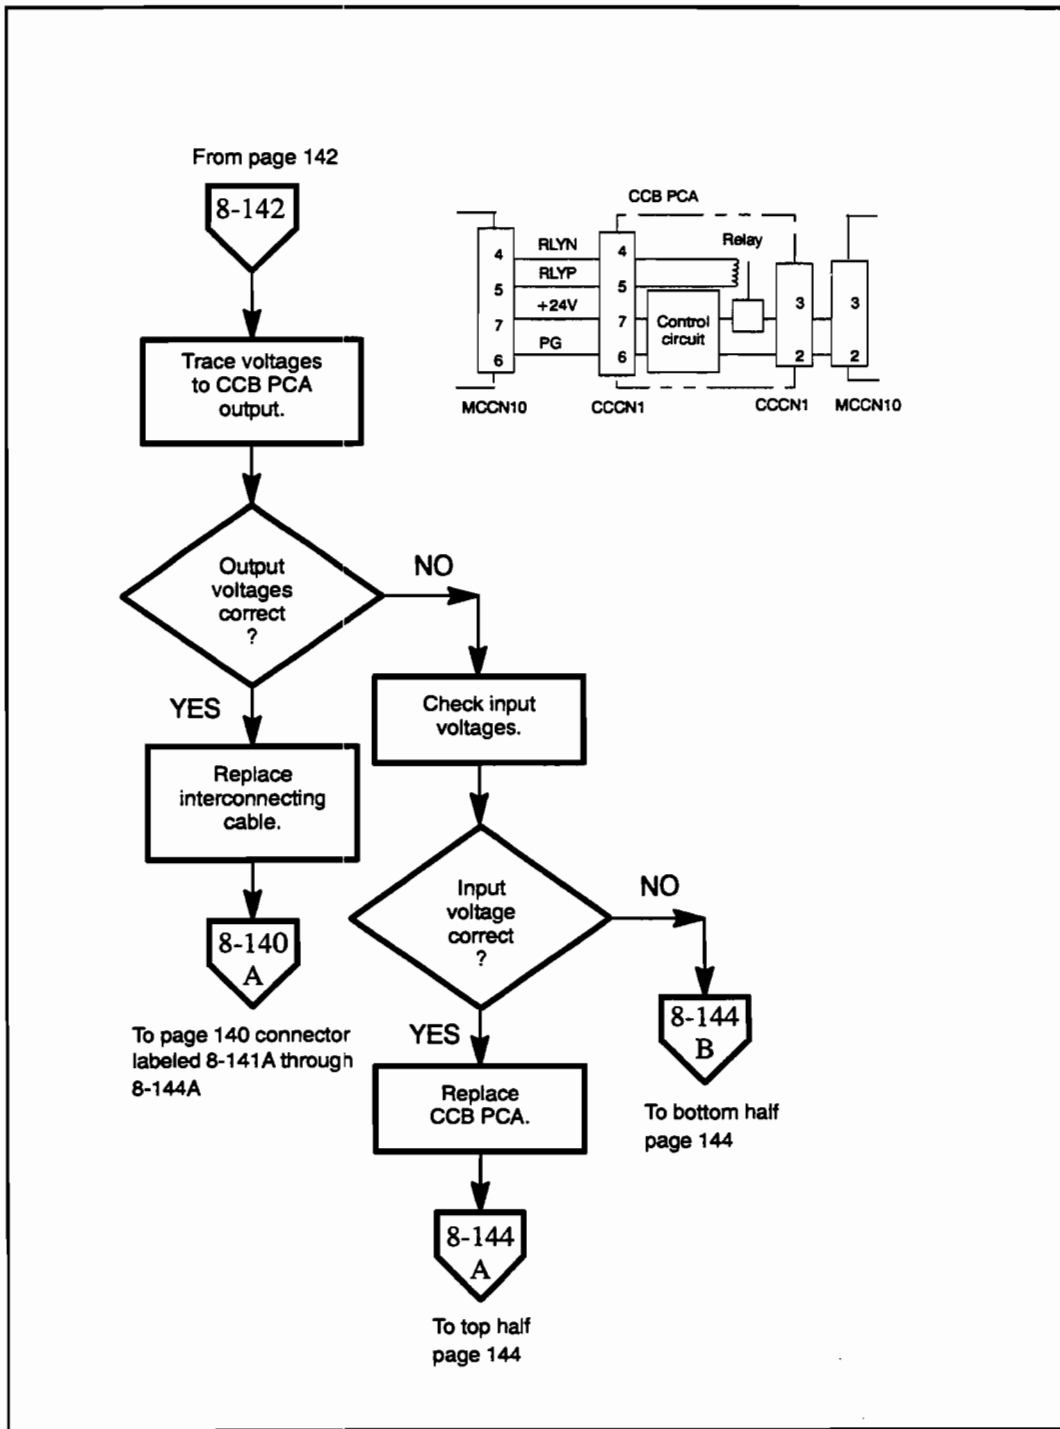 From page 142
8-142
Trace voltages
to CCB PCA
output.
CCB PCA
Relay
4
RLYN
4
RLYP
5
5
+24V
3
3
7
7
Control
circuit
PG
6
6
2
2
MCCN10
CCCN1
CCCN1
MCCN10
Output
voltages
correct
?
NO
YES
Check input
voltages.
Replace
interconnecting
cable.
Input
voltage
correct
?
NO
8-140
A
To page 140 connector
labeled 8-141A through
8-144A
YES
8-144
B
To bottom half
page 144
Replace
CCB PCA.
8-144
A
To top half
page 144